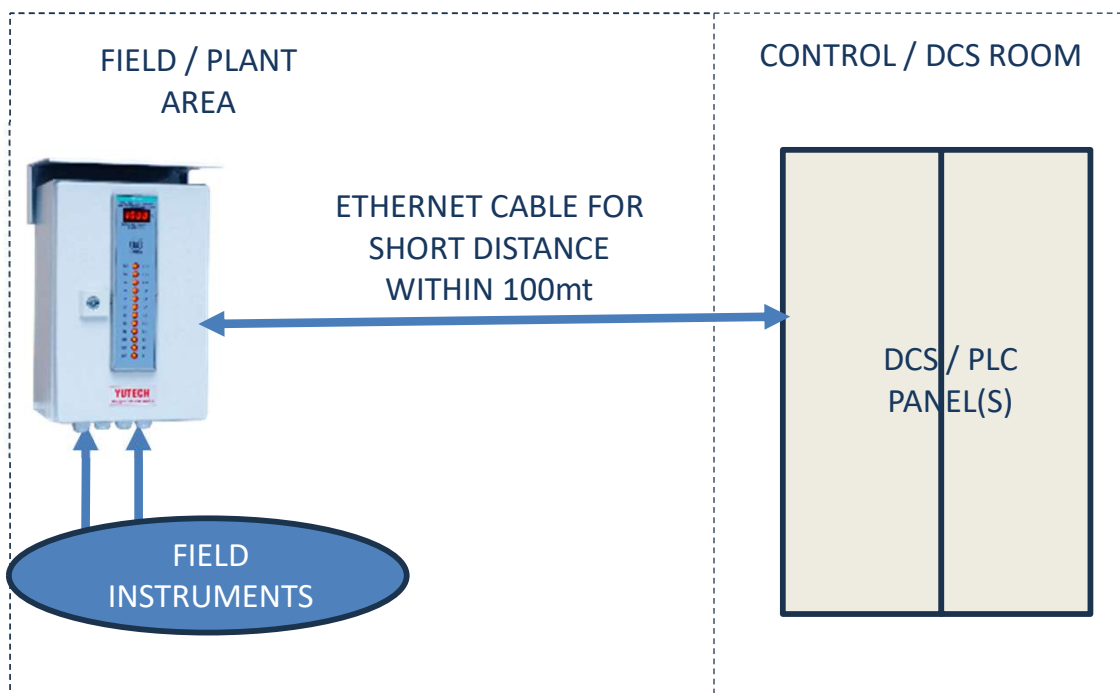 FIELD / PLANT
AREA
CONTROL / DCS ROOM
ETHERNET CABLE FOR
SHORT DISTANCE
WITHIN 100mt
DCS / PLC
PANEL(S)
YUTECH
FIELD
INSTRUMENTS